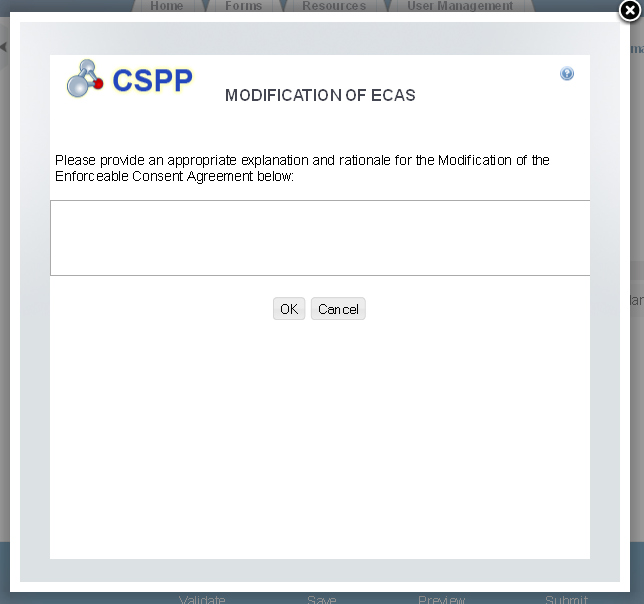 Home Forms Resources User Management
CSPP
MODIFICATION OF ECAS
Please provide an appropriate explanation and rationale for the Modification of the
Enforceable Consent Agreement below:
OK Cancel
Validate Save Preview Submit